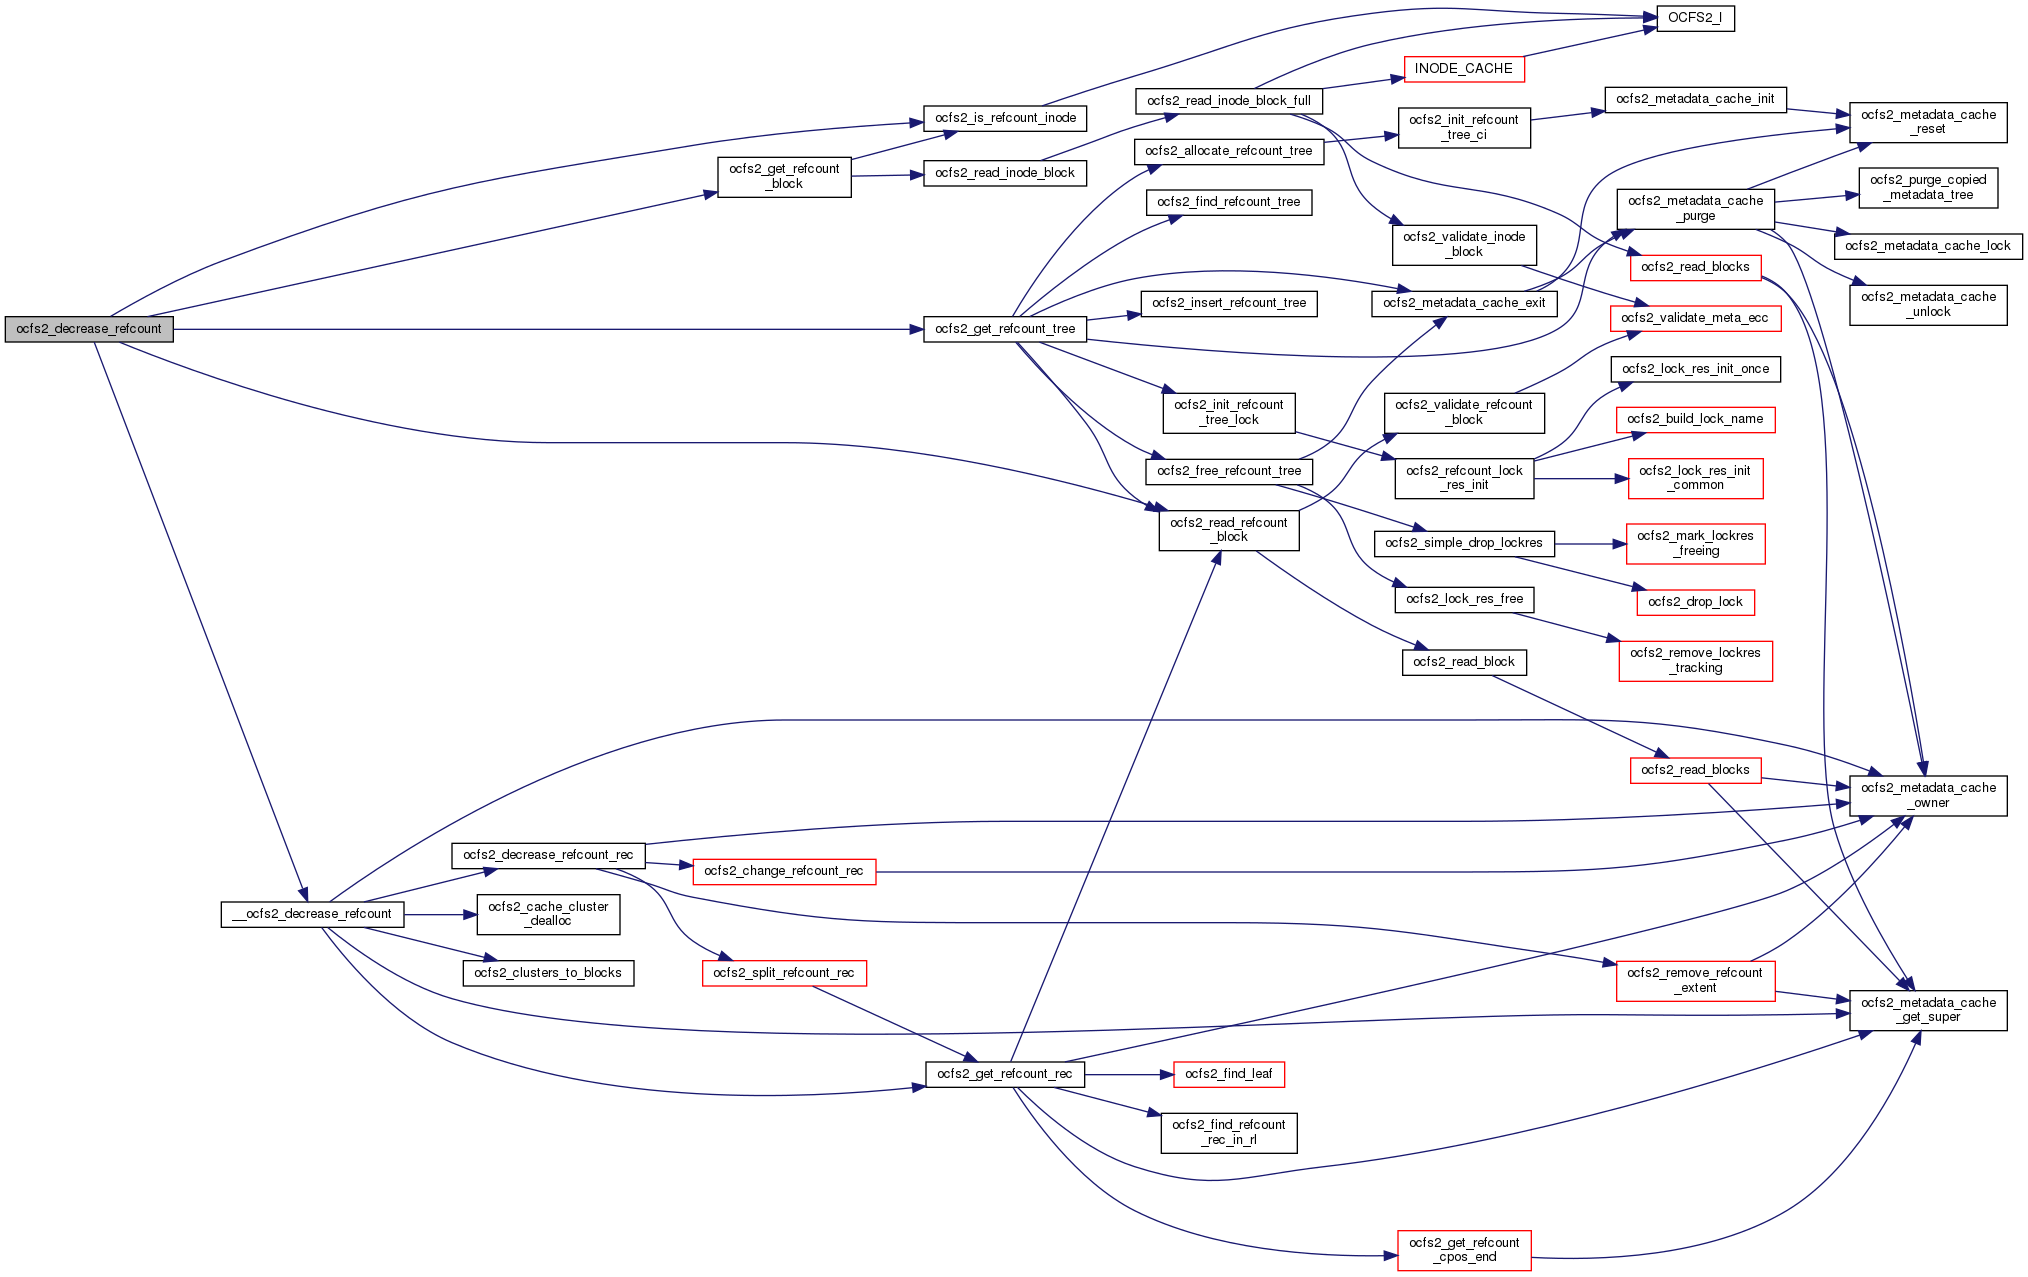 OCFS2_I
INODE_CACHE
ocfs2_read_inode_block_full
ocfs2_metadata_cache_init
ocfs2_is_refcount_inode
ocfs2_init_refcount
_tree_ci
ocfs2_metadata_cache
_reset
ocfs2_allocate_refcount_tree
ocfs2_get_refcount
_block
ocfs2_read_inode_block
ocfs2_purge_copied
_metadata_tree
ocfs2_find_refcount_tree
ocfs2_metadata_cache
_purge
ocfs2_validate_inode
_block
ocfs2_metadata_cache_lock
ocfs2_read_blocks
ocfs2_insert_refcount_tree
ocfs2_metadata_cache_exit
ocfs2_metadata_cache
_unlock
ocfs2_decrease_refcount
ocfs2_get_refcount_tree
ocfs2_validate_meta_ecc
ocfs2_lock_res_init_once
ocfs2_init_refcount
_tree_lock
ocfs2_validate_refcount
_block
ocfs2_build_lock_name
ocfs2_free_refcount_tree
ocfs2_refcount_lock
_res_init
ocfs2_lock_res_init
_common
ocfs2_read_refcount
_block
ocfs2_simple_drop_lockres
ocfs2_mark_lockres
_freeing
ocfs2_lock_res_free
ocfs2_drop_lock
ocfs2_read_block
ocfs2_remove_lockres
_tracking
ocfs2_read_blocks
ocfs2_metadata_cache
_owner
ocfs2_decrease_refcount_rec
ocfs2_change_refcount_rec
__ocfs2_decrease_refcount
ocfs2_cache_cluster
_dealloc
ocfs2_clusters_to_blocks
ocfs2_split_refcount_rec
ocfs2_remove_refcount
_extent
ocfs2_metadata_cache
_get_super
ocfs2_get_refcount_rec
ocfs2_find_leaf
ocfs2_find_refcount
_rec_in_rl
ocfs2_get_refcount
_cpos_end